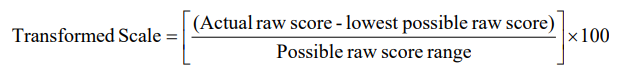 Transformed Scale = [ (Actual raw score - lowest possible raw score) / Possible raw score range ] × 100